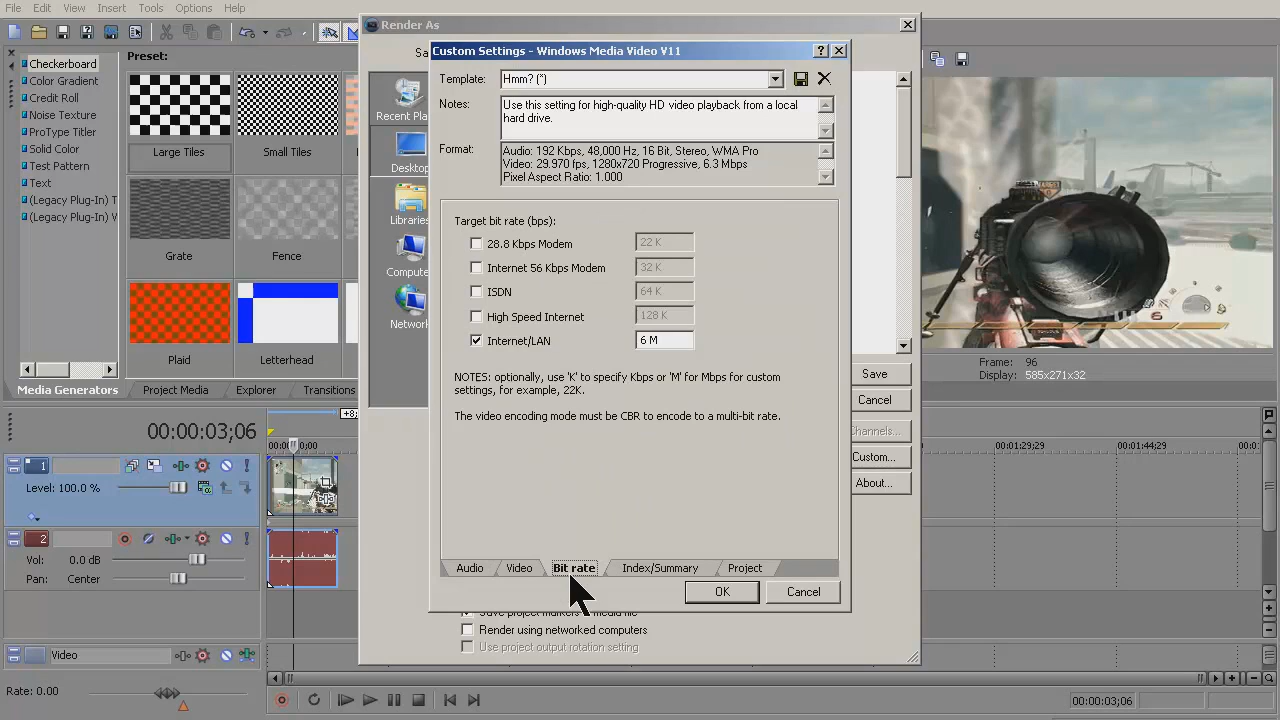 File Edit View Insert Tools Options Help
Render As
Custom Settings - Windows Media Video V11
Template: Hmm? (*)
Notes: Use this setting for high-quality HD video playback from a local
hard drive.
Format: Audio: 192 Kbps, 48,000 Hz, 16 Bit, Stereo, WMA Pro
Video: 29.970 fps, 1280x720 Progressive, 6.3 Mbps
Pixel Aspect Ratio: 1.000
Target bit rate (bps):
28.8 Kbps Modem 22 K
Internet 56 Kbps Modem 32 K
ISDN 64 K
High Speed Internet 128 K
Internet/LAN 6 M
NOTES: optionally, use 'K' to specify Kbps or 'M' for Mbps for custom
settings, for example, 22K.
The video encoding mode must be CBR to encode to a multi-bit rate.
Audio Video Bit rate Index/Summary Project
OK Cancel
Recent Pla
Desktop
Libraries
Compute
Network
Save
Cancel
Channels...
Custom...
About...
Save project markers media file
Render using networked computers
Use project output rotation setting
Checkerboard
Color Gradient
Credit Roll
Noise Texture
ProType Titler
Solid Color
Test Pattern
Text
(Legacy Plug-In) T
(Legacy Plug-In) V
Preset:
Large Tiles Small Tiles
Grate Fence
Plaid Letterhead
Media Generators Project Media Explorer Transitions
Frame: 96
Display: 585x271x32
00:00:03;06
00:01:29;29 00:01:44;29
1
Level: 100.0 %
2
Vol: 0.0 dB
Pan: Center
Video
Rate: 0.00
00:00:03;06